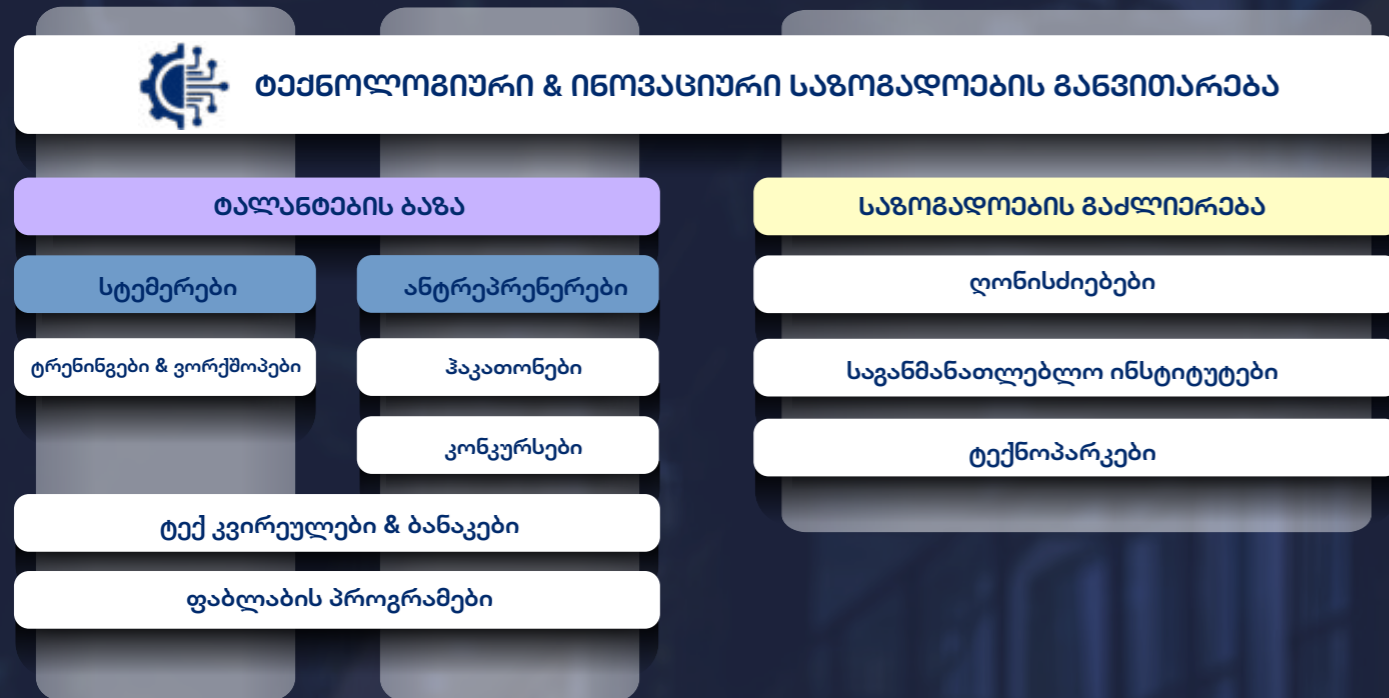 ტექნოლოგიური & ინოვაციური საზოგადოების განვითარება
ტალანტების ბაზა
სტემერები
ანტრეპრენერები
ტრენინგები & ვორქშოპები
ჰაკათონები
კონკურსები
ტექ კვირეულები & ბანაკები
ფაბლაბის პროგრამები
საზოგადოების გაძლიერება
ღონისძიებები
საგანმანათლებლო ინსტიტუტები
ტექნოპარკები